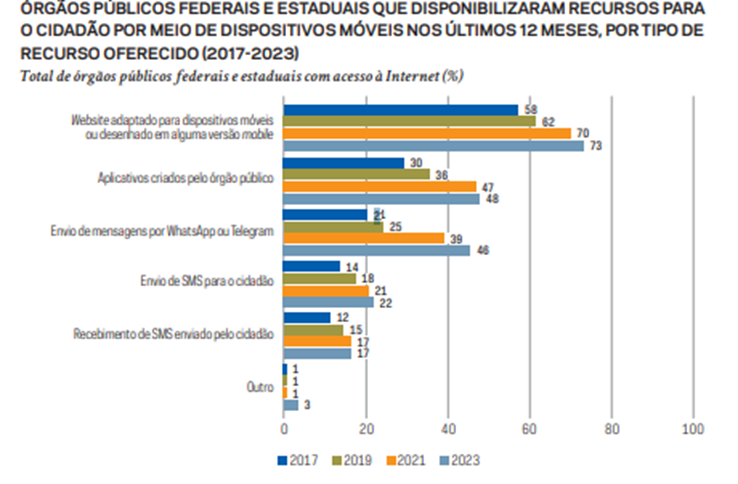 ÓRGÃOS PÚBLICOS FEDERAIS E ESTADUAIS QUE DISPONIBILIZARAM RECURSOS PARA
O CIDADÃO POR MEIO DE DISPOSITIVOS MÓVEIS NOS ÚLTIMOS 12 MESES, POR TIPO DE
RECURSO OFERECIDO (2017-2023)
Total de órgãos públicos federais e estaduais com acesso à Internet (%)
Website adaptado para dispositivos móveis
ou desenhado em alguma versão mobile
58
62
70
73
Aplicativos criados pelo órgão público
30
36
47
48
Envio de mensagens por WhatsApp ou Telegram
21
25
39
46
Envio de SMS para o cidadão
14
18
21
22
Recebimento de SMS enviado pelo cidadão
12
15
17
17
Outro
1
1
1
3
0 20 40 60 80 100
2017 2019 2021 2023